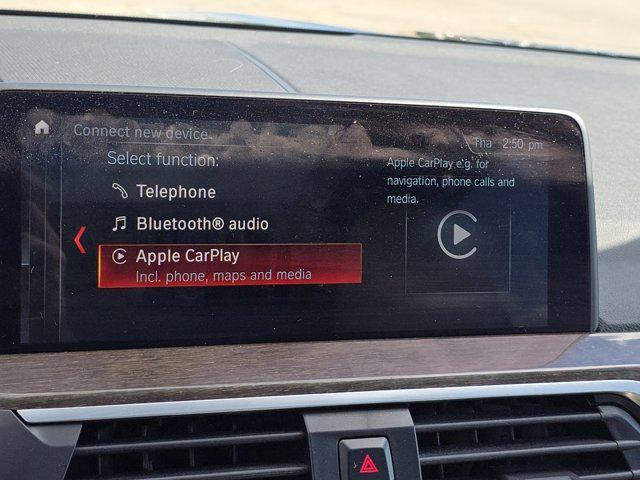 Connect new device.
Tna 2:50 pm
Select function:
Apple CarPlay e.g. for
navigation, phone calls and
media.
Telephone
Bluetooth® audio
Apple CarPlay
Incl. phone, maps and media